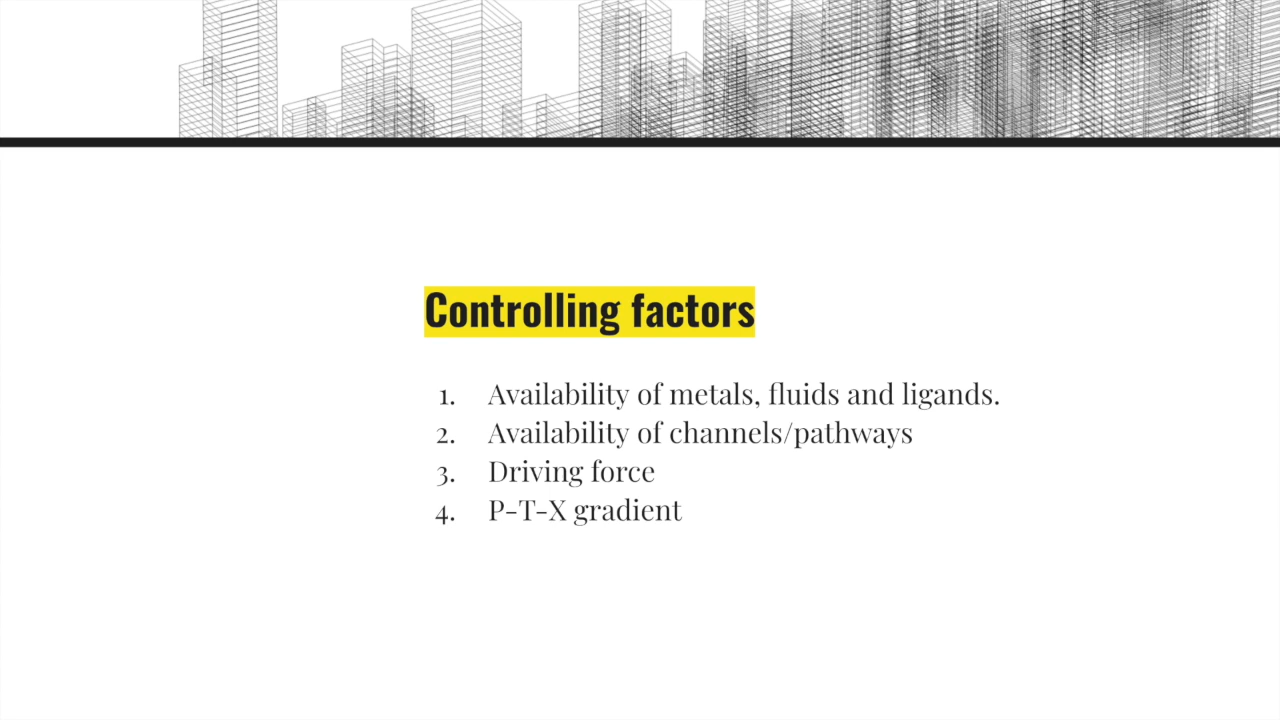 Controlling factors
1. Availability of metals, fluids and ligands.
2. Availability of channels/pathways
3. Driving force
4. P-T-X gradient